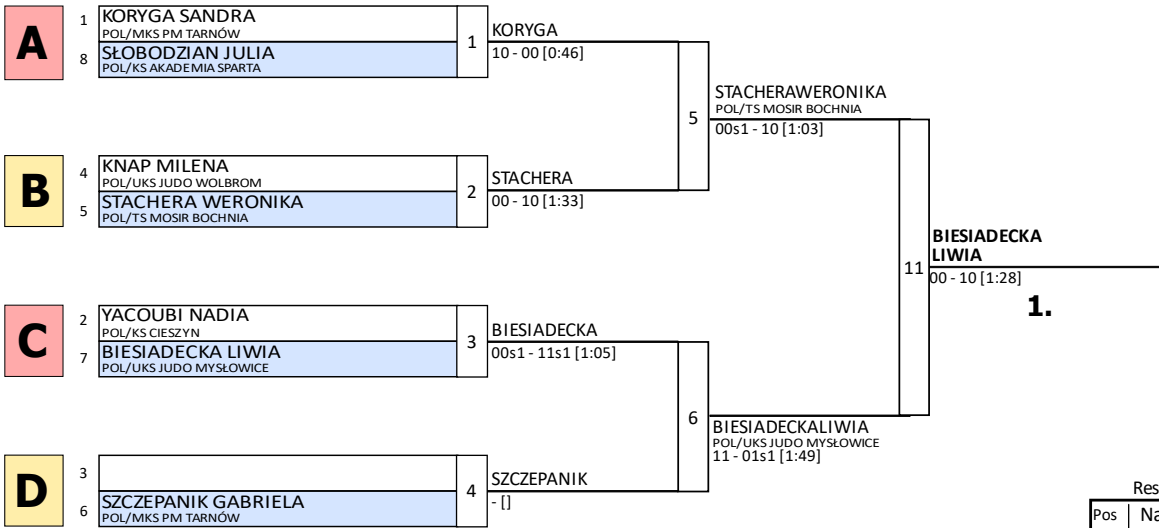 A
1 KORYGA SANDRA
POL/MKS PM TARNÓW
8 SŁOBODZIAN JULIA
POL/KS AKADEMIA SPARTA
1
KORYGA
10 - 00 [0:46]
B
4 KNAP MILENA
POL/UKS JUDO WOLBROM
5 STACHERA WERONIKA
POL/TS MOSIR BOCHNIA
2
STACHERA
00 - 10 [1:33]
5
STACHERAWERONIKA
POL/TS MOSIR BOCHNIA
00s1 - 10 [1:03]
C
2 YACOUBI NADIA
POL/KS CIESZYN
7 BIESIADECKA LIWIA
POL/UKS JUDO MYSŁOWICE
3
BIESIADECKA
00s1 - 11s1 [1:05]
D
3
6 SZCZEPANIK GABRIELA
POL/MKS PM TARNÓW
4
SZCZEPANIK
- []
6
BIESIADECKALIWIA
POL/UKS JUDO MYSŁOWICE
11 - 01s1 [1:49]
11
BIESIADECKA
LIWIA
00 - 10 [1:28]
1.
Res
Pos Na